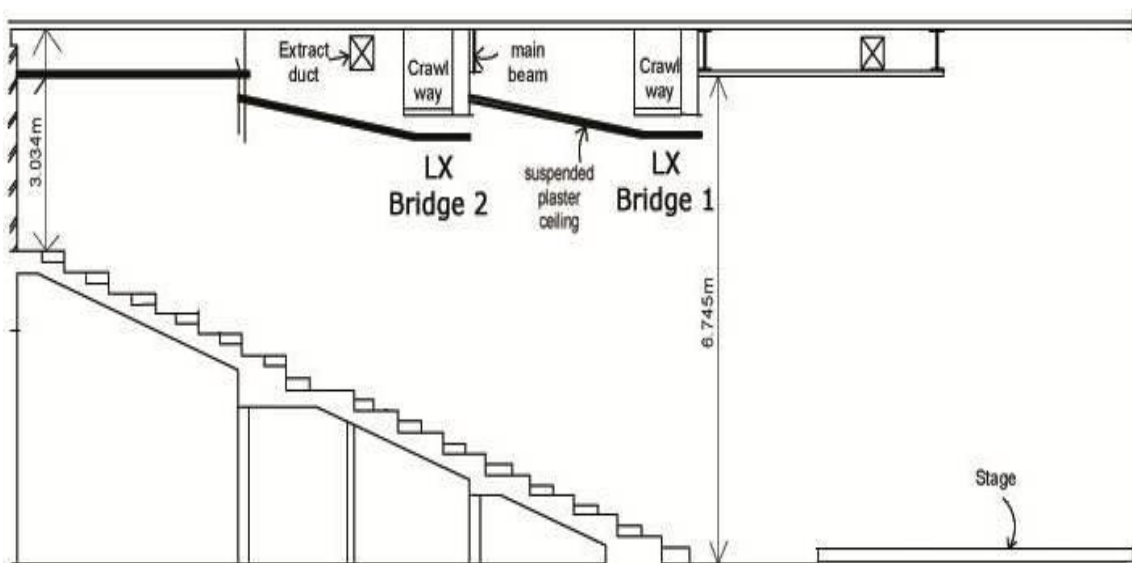 Extract
duct
main
beam
Crawl
way
Crawl
way
3.034m
LX
Bridge 2
suspended
plaster
ceiling
LX
Bridge 1
6.745m
Stage